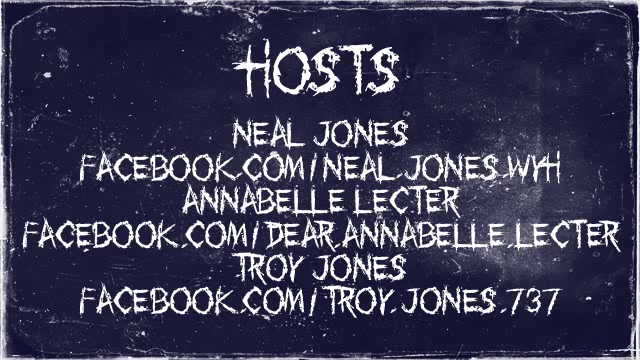 HOSTS
NEAL JONES
FACEBOOK.COM/NEAL.JONES.WYH
ANNABELLE LECTER
FACEBOOK.COM/DEAR.ANNABELLE.LECTER
TROY JONES
FACEBOOK.COM/TROY.JONES.737